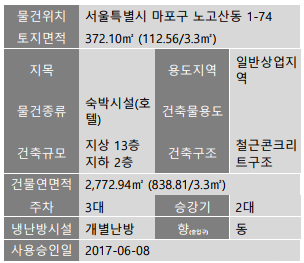 물건위치 서울특별시 마포구 노고산동 1-74
토지면적 372.10㎡ (112.56/3.3㎡)
지목 용도지역 일반상업지역
물건종류 숙박시설(호텔) 건축물용도
건축규모 지상 13층 지하 2층 건축구조 철근콘크리트구조
건물연면적 2,772.94㎡ (838.81/3.3㎡)
주차 3대 승강기 2대
냉난방시설 개별난방 향(출입구) 동
사용승인일 2017-06-08